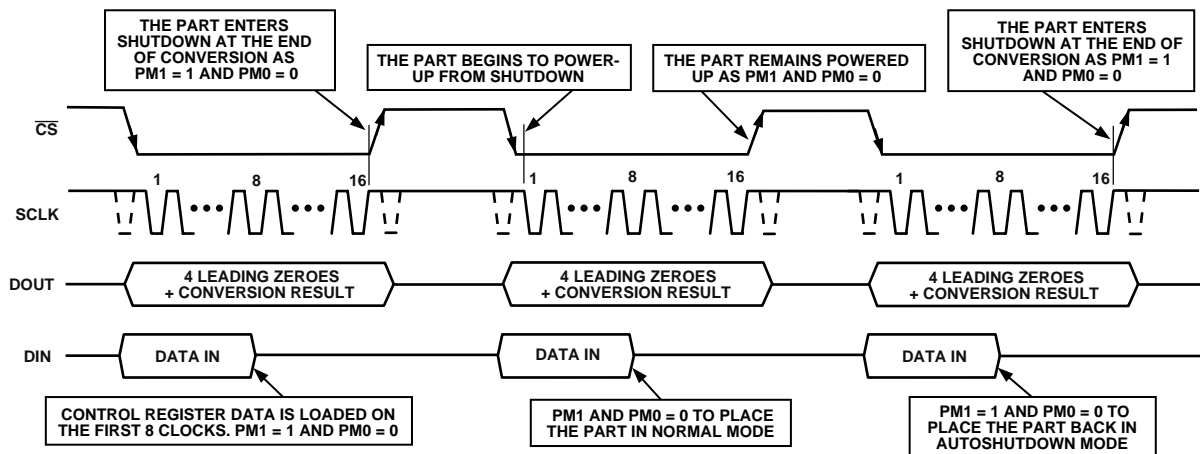 THE PART ENTERS
SHUTDOWN AT THE END
OF CONVERSION AS
PM1 = 1 AND PM0 = 0
THE PART BEGINS TO POWER-
UP FROM SHUTDOWN
THE PART REMAINS POWERED
UP AS PM1 AND PM0 = 0
THE PART ENTERS
SHUTDOWN AT THE END OF
CONVERSION AS PM1 = 1
AND PM0 = 0
CS
1 8 16 1 8 16 1 8 16
SCLK
DOUT
4 LEADING ZEROES
+ CONVERSION RESULT
4 LEADING ZEROES
+ CONVERSION RESULT
4 LEADING ZEROES
+ CONVERSION RESULT
DIN
DATA IN
DATA IN
DATA IN
CONTROL REGISTER DATA IS LOADED ON
THE FIRST 8 CLOCKS. PM1 = 1 AND PM0 = 0
PM1 AND PM0 = 0 TO PLACE
THE PART IN NORMAL MODE
PM1 = 1 AND PM0 = 0 TO
PLACE THE PART BACK IN
AUTOSHUTDOWN MODE